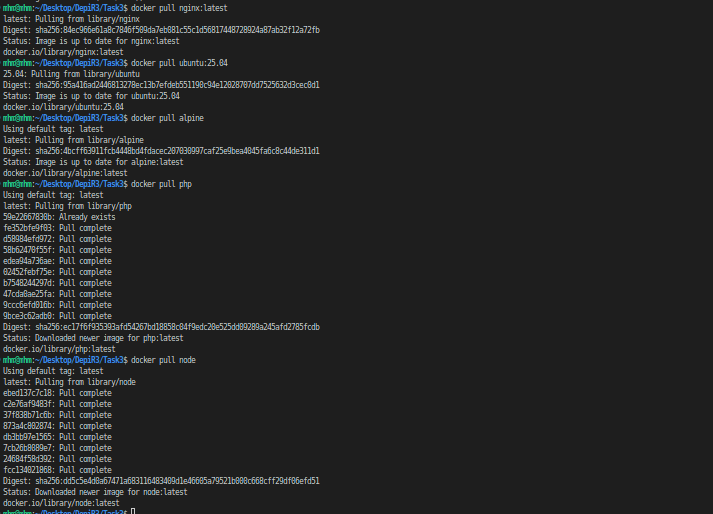 mhm@mhm:~/Desktop/DepiR3/Task3$ docker pull nginx:latest
latest: Pulling from library/nginx
Digest: sha256:84ec966e61a8c7846f509da7eb081c55c1d56817448728924a87ab32f12a72fb
Status: Image is up to date for nginx:latest
docker.io/library/nginx:latest
mhm@mhm:~/Desktop/DepiR3/Task3$ docker pull ubuntu:25.04
25.04: Pulling from library/ubuntu
Digest: sha256:95a416ad2446813278ec13b7efdeb551190c94e12028707dd7525632d3cec0d1
Status: Image is up to date for ubuntu:25.04
docker.io/library/ubuntu:25.04
mhm@mhm:~/Desktop/DepiR3/Task3$ docker pull alpine
Using default tag: latest
latest: Pulling from library/alpine
Digest: sha256:4bcff63911fcb4448bd4fdacec207030997caf25e9bea4045fa6c8c44de311d1
Status: Image is up to date for alpine:latest
docker.io/library/alpine:latest
mhm@mhm:~/Desktop/DepiR3/Task3$ docker pull php
Using default tag: latest
latest: Pulling from library/php
59e22667830b: Already exists
fe352bfe9f03: Pull complete
d58984efd972: Pull complete
58b62470f55f: Pull complete
edea94a736ae: Pull complete
02452febf75e: Pull complete
b7548244297d: Pull complete
47cda0ae25fa: Pull complete
9ccc6efd016b: Pull complete
9bce3c62adb0: Pull complete
Digest: sha256:ec17f6f935393afd54267bd18858c04f9edc20e525dd09289a245afd2785fcdb
Status: Downloaded newer image for php:latest
docker.io/library/php:latest
mhm@mhm:~/Desktop/DepiR3/Task3$ docker pull node
Using default tag: latest
latest: Pulling from library/node
ebed137c7c18: Pull complete
c2e76af9483f: Pull complete
37f838b71c6b: Pull complete
873a4c802874: Pull complete
db3bb97e1565: Pull complete
7cb26b8089e7: Pull complete
24684f58d392: Pull complete
fcc134021868: Pull complete
Digest: sha256:dd5c5e4d0a67471a683116483409d1e46605a79521b000c668cff29df06efd51
Status: Downloaded newer image for node:latest
docker.io/library/node:latest
mhm@mhm:~/Desktop/DepiR3/Task3$